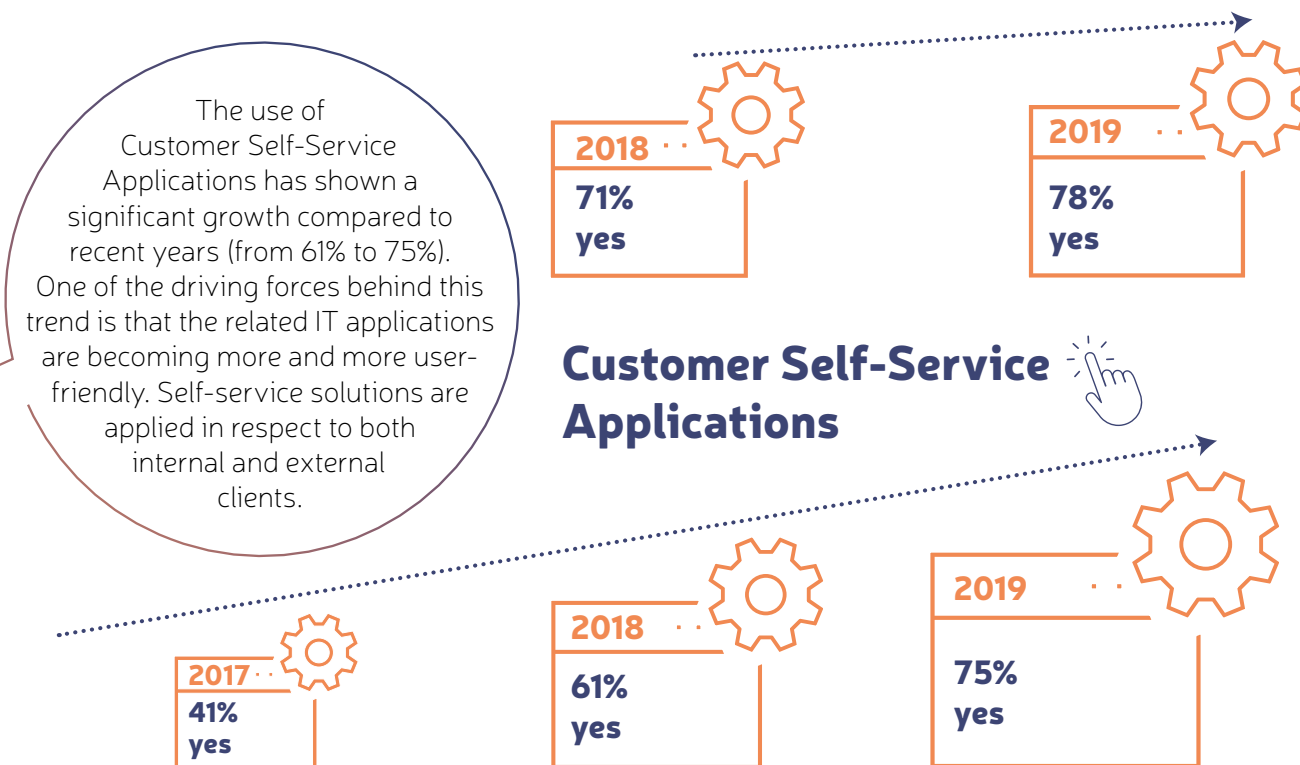 The use of
Customer Self-Service
Applications has shown a
significant growth compared to
recent years (from 61% to 75%).
One of the driving forces behind this
trend is that the related IT applications
are becoming more and more user-
friendly. Self-service solutions are
applied in respect to both
internal and external
clients.
2018
71%
yes
2019
78%
yes
Customer Self-Service
Applications
2017
41%
yes
2018
61%
yes
2019
75%
yes